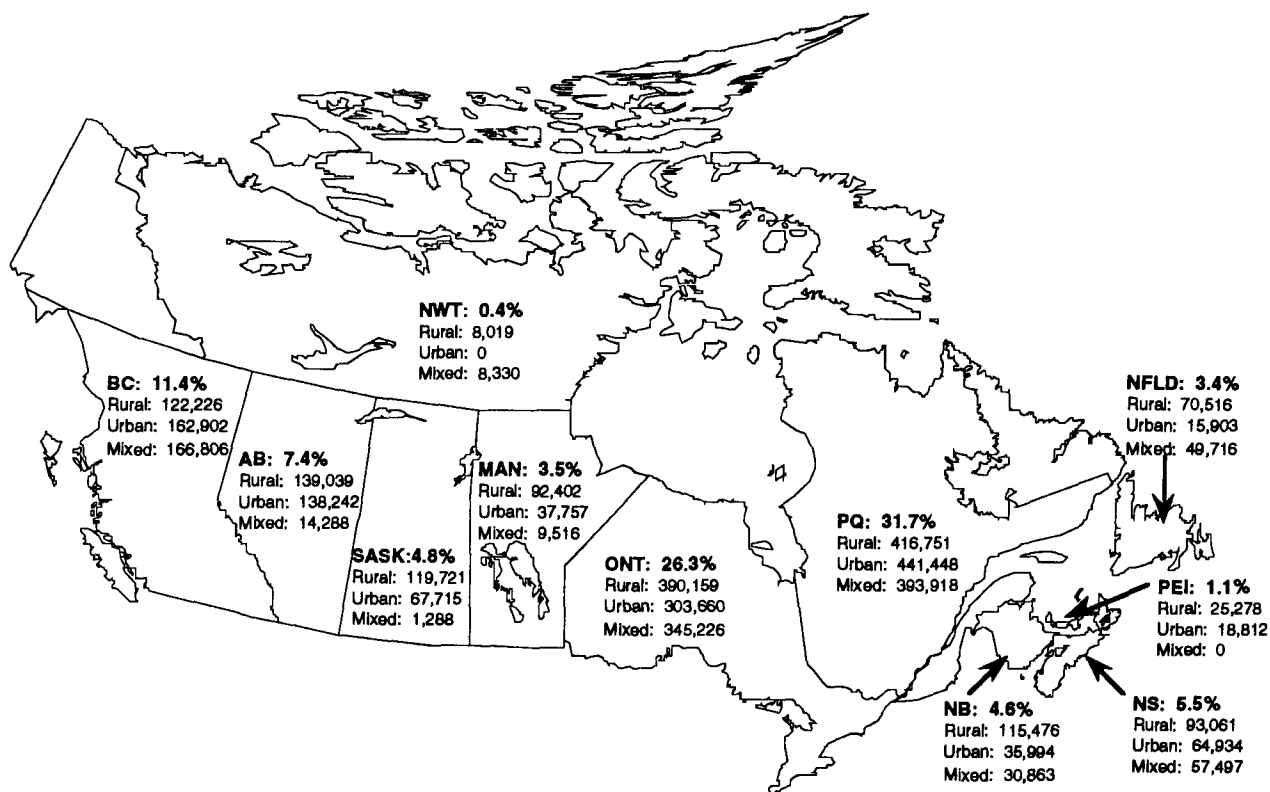 NWT: 0.4%
Rural: 8,019
Urban: 0
Mixed: 8,330
BC: 11.4%
Rural: 122,226
Urban: 162,902
Mixed: 166,806
AB: 7.4%
Rural: 139,039
Urban: 138,242
Mixed: 14,288
SASK:4.8%
Rural: 119,721
Urban: 67,715
Mixed: 1,288
MAN: 3.5%
Rural: 92,402
Urban: 37,757
Mixed: 9,516
ONT: 26.3%
Rural: 390,159
Urban: 303,660
Mixed: 345,226
PQ: 31.7%
Rural: 416,751
Urban: 441,448
Mixed: 393,918
NFLD: 3.4%
Rural: 70,516
Urban: 15,903
Mixed: 49,716
PEI: 1.1%
Rural: 25,278
Urban: 18,812
Mixed: 0
NB: 4.6%
Rural: 115,476
Urban: 35,994
Mixed: 30,863
NS: 5.5%
Rural: 93,061
Urban: 64,934
Mixed: 57,497